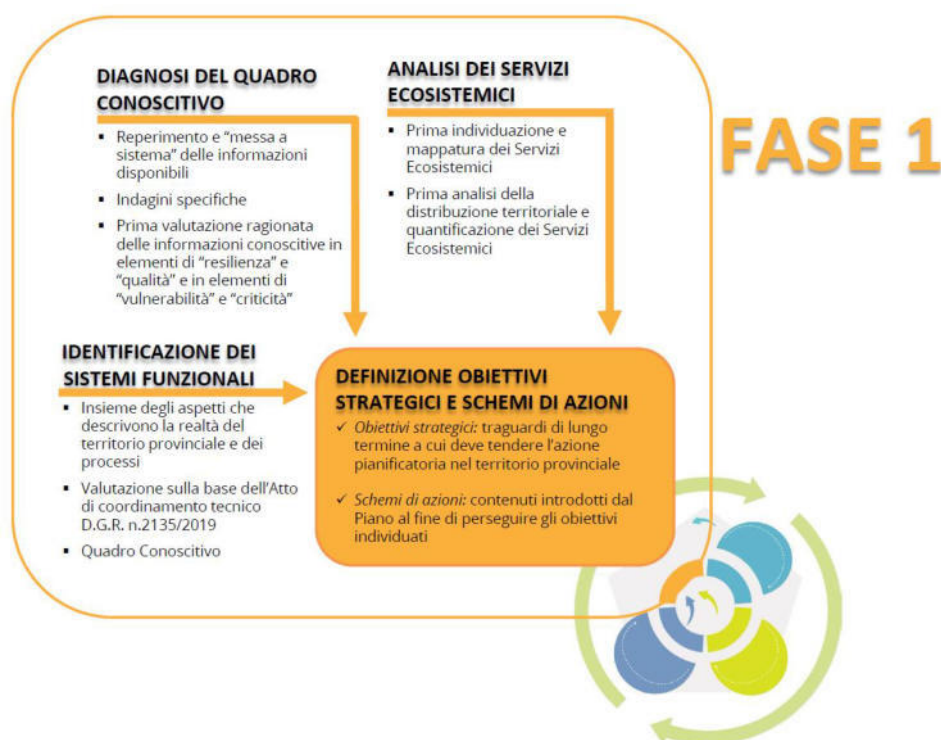 DIAGNOSI DEL QUADRO
CONOSCITIVO
▪ Reperimento e “messa a
sistema” delle informazioni
disponibili
▪ Indagini specifiche
▪ Prima valutazione ragionata
delle informazioni conoscitive in
elementi di “resilienza” e
“qualità” e in elementi di
“vulnerabilità” e “criticità”
ANALISI DEI SERVIZI
ECOSISTEMICI
▪ Prima individuazione e
mappatura dei Servizi
Ecosistemici
▪ Prima analisi della
distribuzione territoriale e
quantificazione dei Servizi
Ecosistemici
FASE 1
IDENTIFICAZIONE DEI
SISTEMI FUNZIONALI
▪ Insieme degli aspetti che
descrivono la realtà del
territorio provinciale e dei
processi
▪ Valutazione sulla base dell’Atto
di coordinamento tecnico
D.G.R. n.2135/2019
▪ Quadro Conoscitivo
DEFINIZIONE OBIETTIVI
STRATEGICI E SCHEMI DI AZIONI
✓ Obiettivi strategici: traguardi di lungo
termine a cui deve tendere l’azione
pianificatoria nel territorio provinciale
✓ Schemi di azioni: contenuti introdotti dal
Piano al fine di perseguire gli obiettivi
individuati